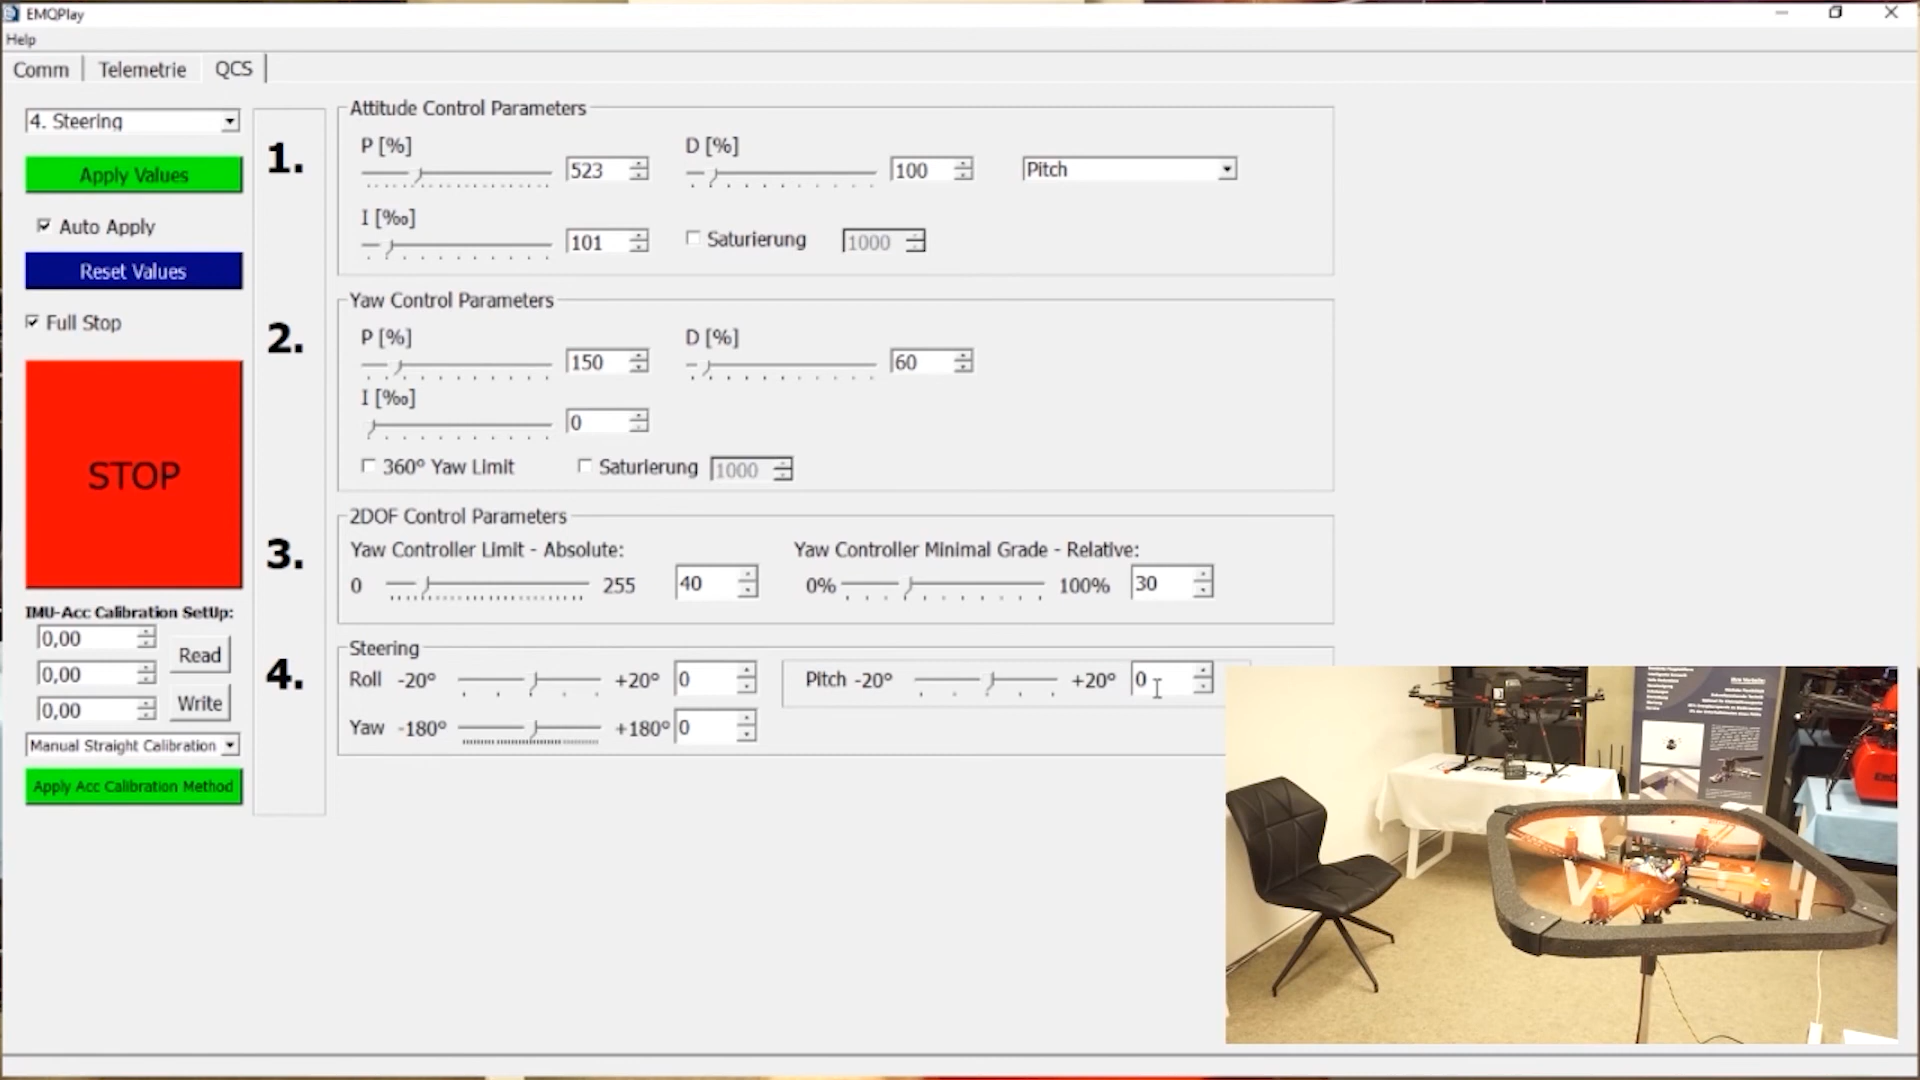 EMQPlay
Help
Comm
Telemetrie
QCS
4. Steering
Apply Values
Auto Apply
Reset Values
Full Stop
STOP
IMU-Acc Calibration SetUp:
0,00
Read
0,00
Write
0,00
Manual Straight Calibration
Apply Acc Calibration Method
1.
Attitude Control Parameters
P [%]
523
D [%]
100
Pitch
I [‰]
101
Saturierung
1000
2.
Yaw Control Parameters
P [%]
150
D [%]
60
I [‰]
0
360° Yaw Limit
Saturierung
1000
3.
2DOF Control Parameters
Yaw Controller Limit - Absolute:
0
255
40
Yaw Controller Minimal Grade - Relative:
0%
100%
30
4.
Steering
Roll -20°
+20°
0
Pitch -20°
+20°
0
Yaw -180°
+180°
0
Ihre Vorteile: